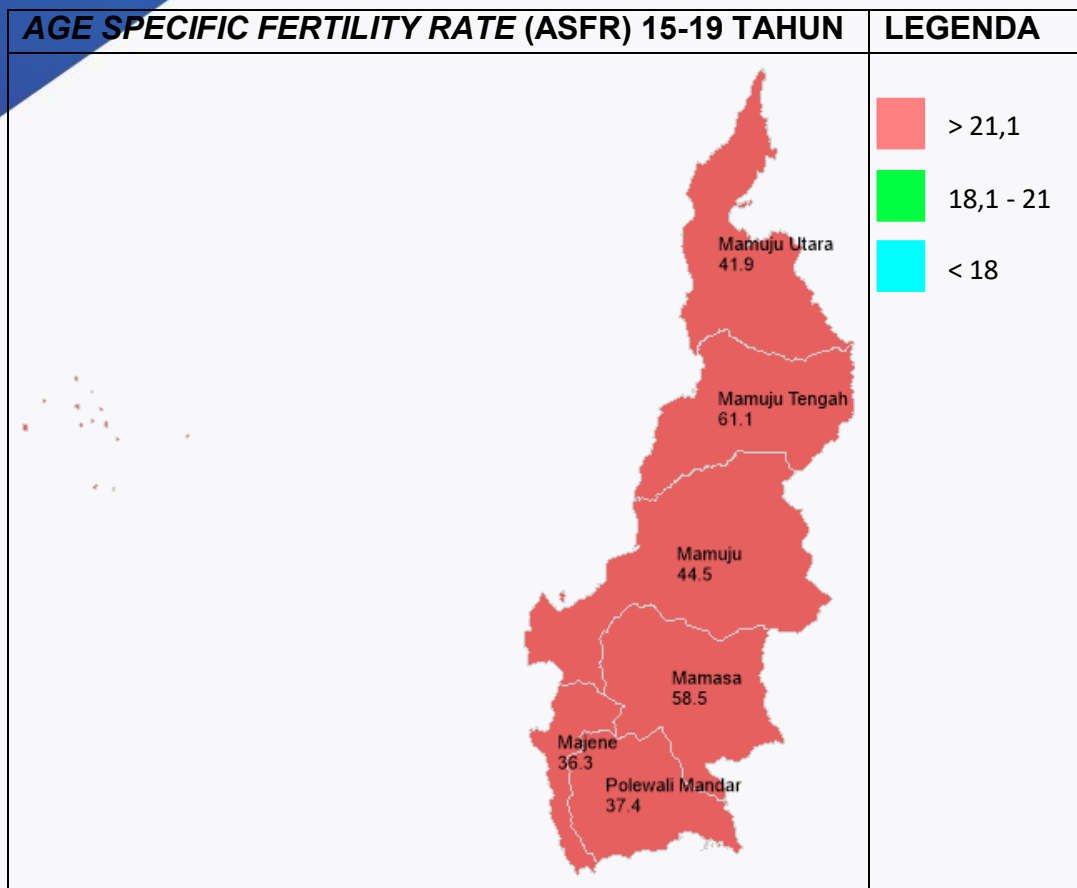 AGE SPECIFIC FERTILITY RATE (ASFR) 15-19 TAHUN
LEGENDA
> 21,1
18,1 - 21
< 18
Mamuju Utara
41.9
Mamuju Tengah
61.1
Mamuju
44.5
Mamasa
58.5
Majene
36.3
Polewali Mandar
37.4